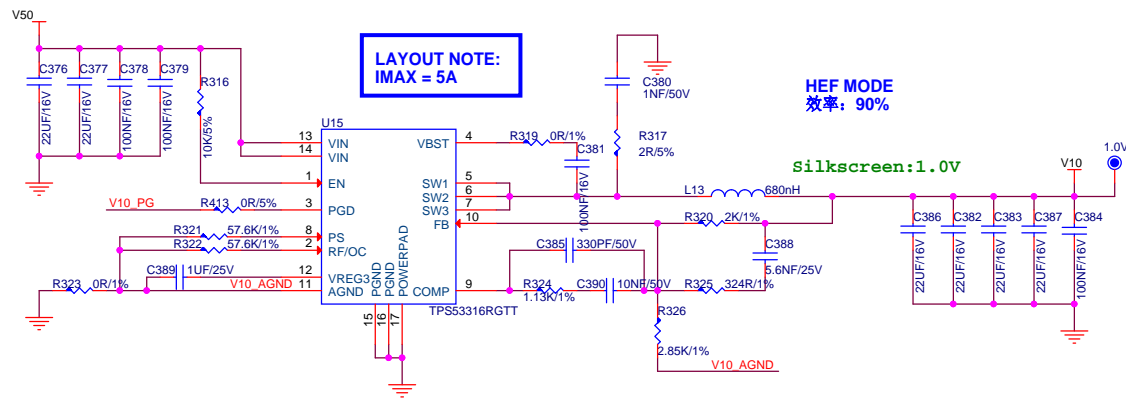 V50
LAYOUT NOTE:
IMAX = 5A
HEF MODE
效率：90%
Silkscreen:1.0V
1.0V
V10
C376
22UF/16V
C377
22UF/16V
C378
100NF/16V
C379
100NF/16V
R316
10K/5%
U15
13
VIN
14
VIN
1
EN
3
PGD
8
PS
2
RF/OC
12
VREG3
11
AGND
PGND
PGND
POWERPAD
15
16
17
4
VBST
5
SW1
6
SW2
7
SW3
10
FB
9
COMP
TPS53316RGTT
V10_PG
R413
0R/5%
R321
57.6K/1%
R322
57.6K/1%
C389
1UF/25V
R323
0R/1%
V10_AGND
R319
0R/1%
C381
100NF/16V
C380
1NF/50V
R317
2R/5%
L13
680nH
R320
2K/1%
C385
330PF/50V
C388
5.6NF/25V
R324
1.13K/1%
C390
10NF/50V
R325
324R/1%
R326
2.85K/1%
V10_AGND
C386
22UF/16V
C382
22UF/16V
C383
22UF/16V
C387
22UF/16V
C384
100NF/16V